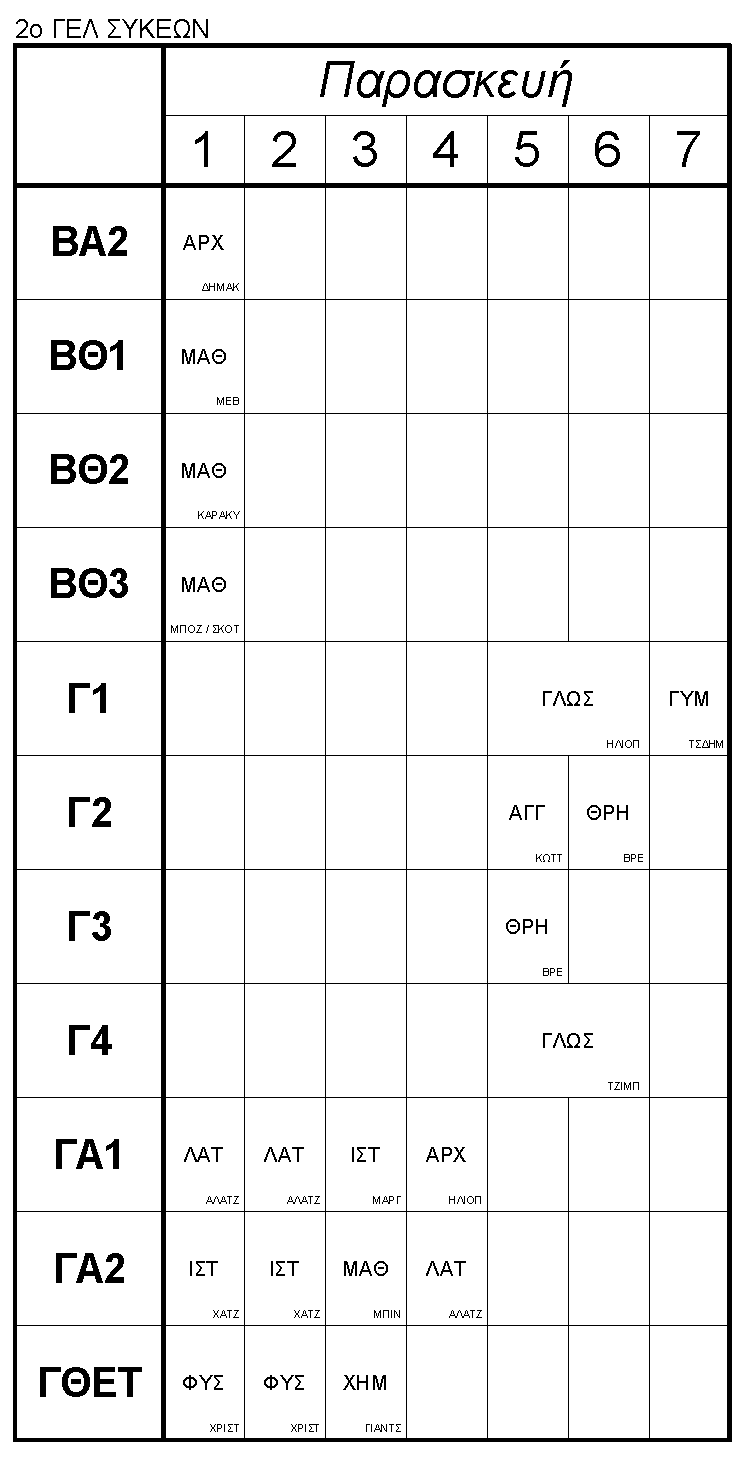 2ο ΓΕΛ ΣΥΚΕΩΝ
Παρασκευή
1 2 3 4 5 6 7
ΒΑ2 ΑΡΧ
ΔΗΜΑΚ
ΒΘ1 ΜΑΘ
ΜΕΒ
ΒΘ2 ΜΑΘ
ΚΑΡΑΚΥ
ΒΘ3 ΜΑΘ
ΜΠΟΖ / ΣΚΟΤ
Γ1 ΓΛΩΣ ΓΥΜ
ΗΛΙΟΠ ΤΣΔΗΜ
Γ2 ΑΓΓ ΘΡΗ
ΚΩΤΤ ΒΡΕ
Γ3 ΘΡΗ
ΒΡΕ
Γ4 ΓΛΩΣ
ΤΖΙΜΠ
ΓΑ1 ΛΑΤ ΛΑΤ ΙΣΤ ΑΡΧ
ΑΛΑΤΖ ΑΛΑΤΖ ΜΑΡΓ ΗΛΙΟΠ
ΓΑ2 ΙΣΤ ΙΣΤ ΜΑΘ ΛΑΤ
ΧΑΤΖ ΧΑΤΖ ΜΠΙΝ ΑΛΑΤΖ
ΓΘΕΤ ΦΥΣ ΦΥΣ ΧΗΜ
ΧΡΙΣΤ ΧΡΙΣΤ ΓΙΑΝΤΣ